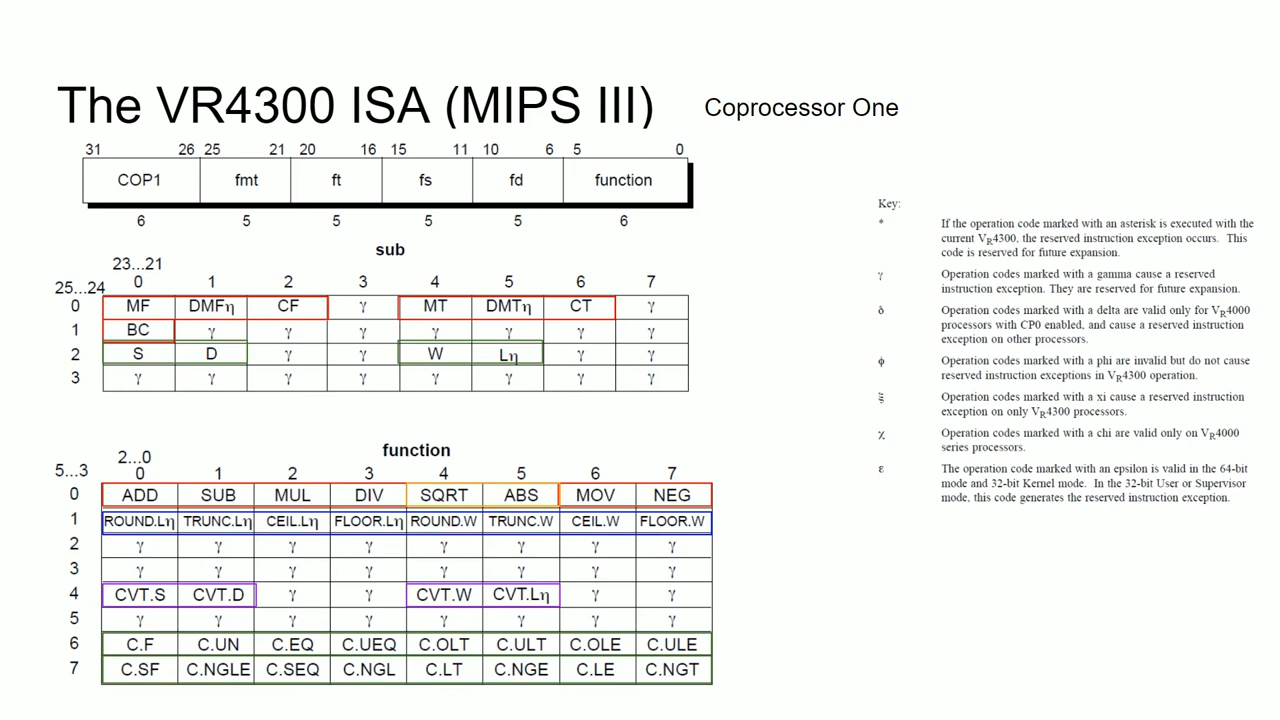 The VR4300 ISA (MIPS III) Coprocessor One
31 26 25 21 20 16 15 11 10 6 5 0
COP1 fmt ft fs fd function
6 5 5 5 5 6
sub
23...21
25...24 0 1 2 3 4 5 6 7
0 MF DMFη CF γ MT DMTη CT γ
1 BC γ γ γ γ γ γ γ
2 S D γ γ W Lη γ γ
3 γ γ γ γ γ γ γ γ
function
2...0
5...3 0 1 2 3 4 5 6 7
0 ADD SUB MUL DIV SQRT ABS MOV NEG
1 ROUND.Lη TRUNC.Lη CEIL.Lη FLOOR.Lη ROUND.W TRUNC.W CEIL.W FLOOR.W
2 γ γ γ γ γ γ γ γ
3 γ γ γ γ γ γ γ γ
4 CVT.S CVT.D γ γ CVT.W CVT.Lη γ γ
5 γ γ γ γ γ γ γ γ
6 C.F C.UN C.EQ C.UEQ C.OLT C.ULT C.OLE C.ULE
7 C.SF C.NGLE C.SEQ C.NGL C.LT C.NGE C.LE C.NGT
Key:
* If the operation code marked with an asterisk is executed with the
current VR4300, the reserved instruction exception occurs. This
code is reserved for future expansion.
γ Operation codes marked with a gamma cause a reserved
instruction exception. They are reserved for future expansion.
δ Operation codes marked with a delta are valid only for VR4000
processors with CP0 enabled, and cause a reserved instruction
exception on other processors.
ϕ Operation codes marked with a phi are invalid but do not cause
reserved instruction exceptions in VR4300 operation.
ξ Operation codes marked with a xi cause a reserved instruction
exception on only VR4300 processors.
χ Operation codes marked with a chi are valid only on VR4000
series processors.
ε The operation code marked with an epsilon is valid in the 64-bit
mode and 32-bit Kernel mode. In the 32-bit User or Supervisor
mode, this code generates the reserved instruction exception.